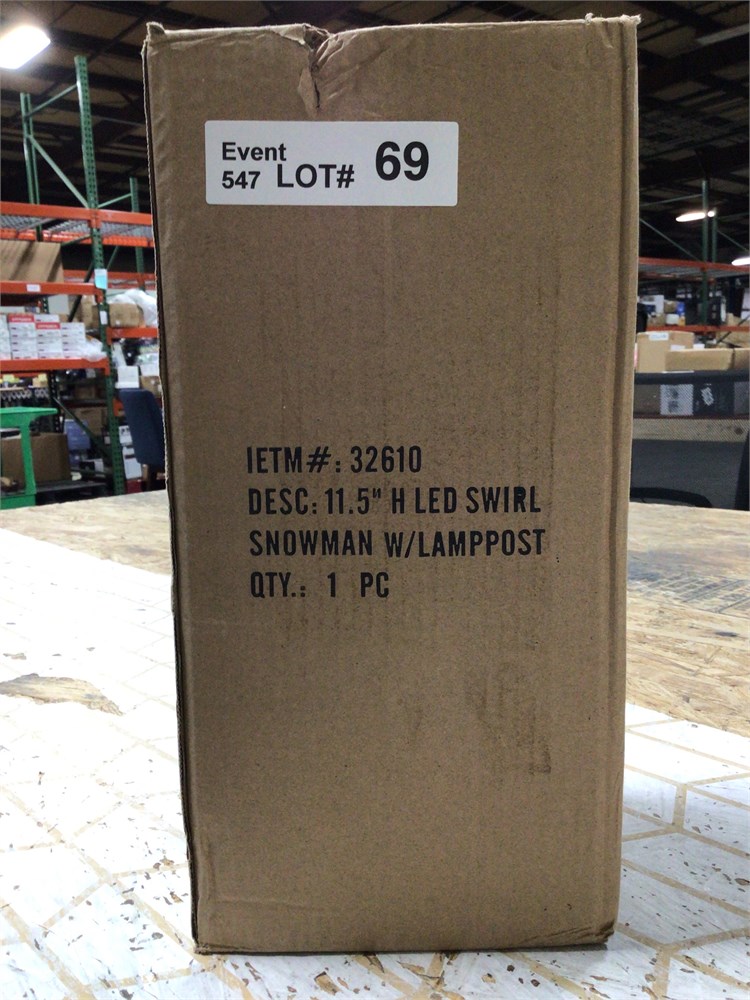 Event
547 LOT# 69
IETM#: 32610
DESC: 11.5" H LED SWIRL
SNOWMAN W/LAMPPOST
QTY.: 1 PC